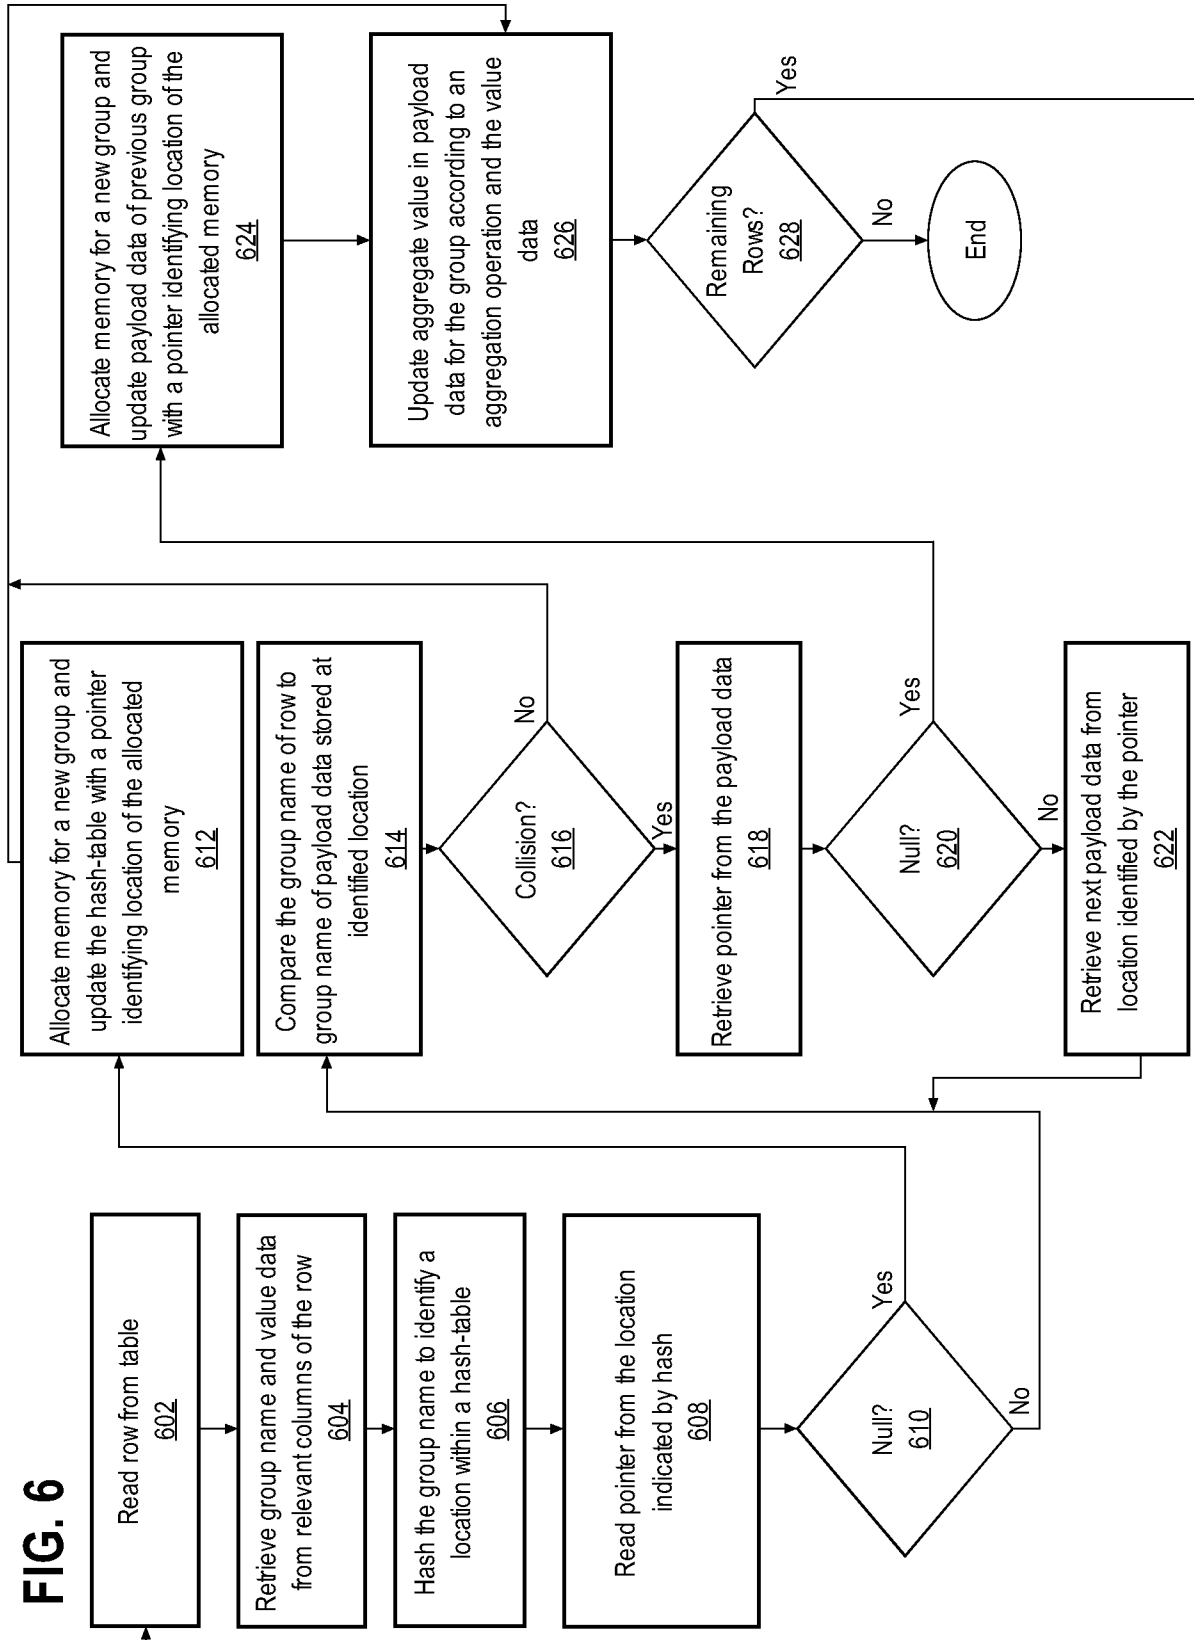 FIG. 6
Read row from table
602
Retrieve group name and value data
from relevant columns of the row
604
Hash the group name to identify a
location within a hash-table
606
Read pointer from the location
indicated by hash
608
Null?
610
Yes
No
Allocate memory for a new group and
update the hash-table with a pointer
identifying location of the allocated
memory
612
Compare the group name of row to
group name of payload data stored at
identified location
614
Collision?
616
No
Yes
Retrieve pointer from the payload data
618
Null?
620
Yes
No
Retrieve next payload data from
location identified by the pointer
622
Allocate memory for a new group and
update payload data of previous group
with a pointer identifying location of the
allocated memory
624
Update aggregate value in payload
data for the group according to an
aggregation operation and the value
data
626
Remaining
Rows?
628
Yes
No
End